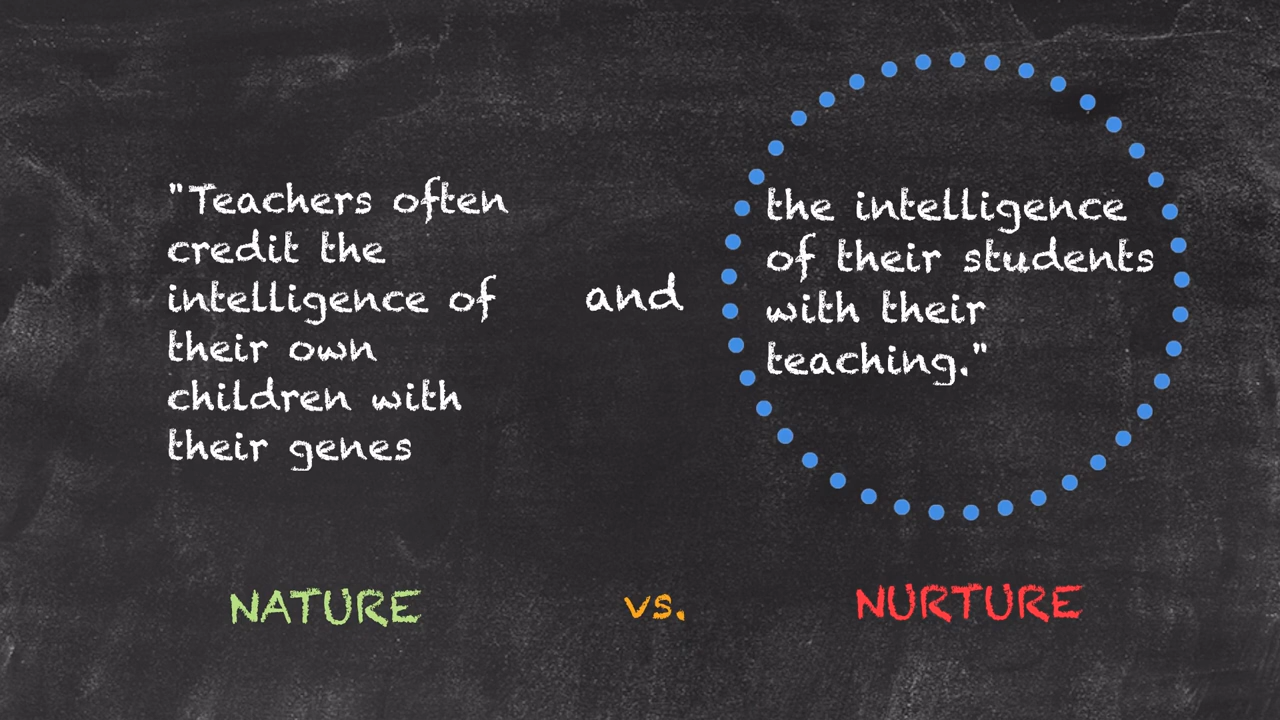 "Teachers often
credit the
intelligence of
their own
children with
their genes
and
the intelligence
of their students
with their
teaching."
NATURE
vs.
NURTURE